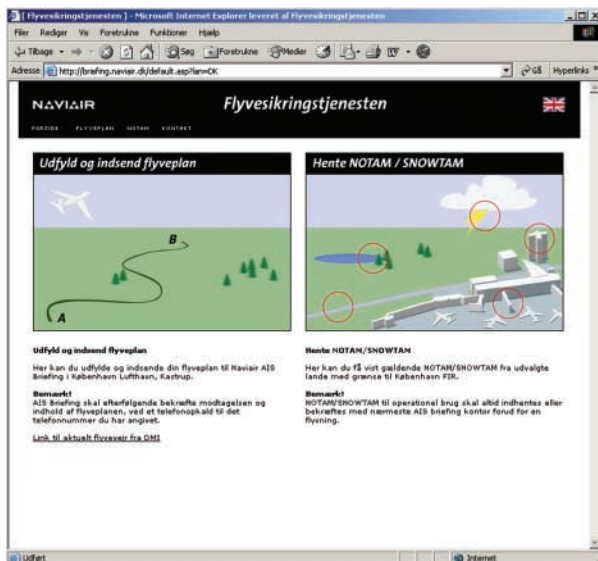 [ Flyvesikringstjenesten ] - Microsoft Internet Explorer leveret af Flyvesikringstjenesten
Filer Rediger Vis Foretrukne Funktioner Hjælp
Tilbage Søg Foretrukne Medier
Adresse http://briefing.naviair.dk/default.asp?lan=DK Gå Hyperlinks »
NAVIAIR Flyvesikringstjenesten
FORSIDE FLYVEPLAN NOTAM KONTAKT
Udfyld og indsend flyveplan
B
A
Udfyld og indsend flyveplan
Her kan du udfylde og indsende din flyveplan til Naviair AIS
Briefing i Københavns Lufthavn, Kastrup.
Bemærk!
AIS Briefing skal efterfølgende bekræfte modtagelsen og
indhold af flyveplanen, ved et telefonopkald til det
telefonnummer du har angivet.
Link til aktuelt flyvevejr fra DMI
Hente NOTAM / SNOWTAM
Hente NOTAM/SNOWTAM
Her kan du få vist gældende NOTAM/SNOWTAM fra udvalgte
lande med grænse til København FIR.
Bemærk!
NOTAM/SNOWTAM til operationel brug skal altid indhentes eller
bekræftes med nærmeste AIS briefing kontor forud for en
flyvning.
Udført Internet